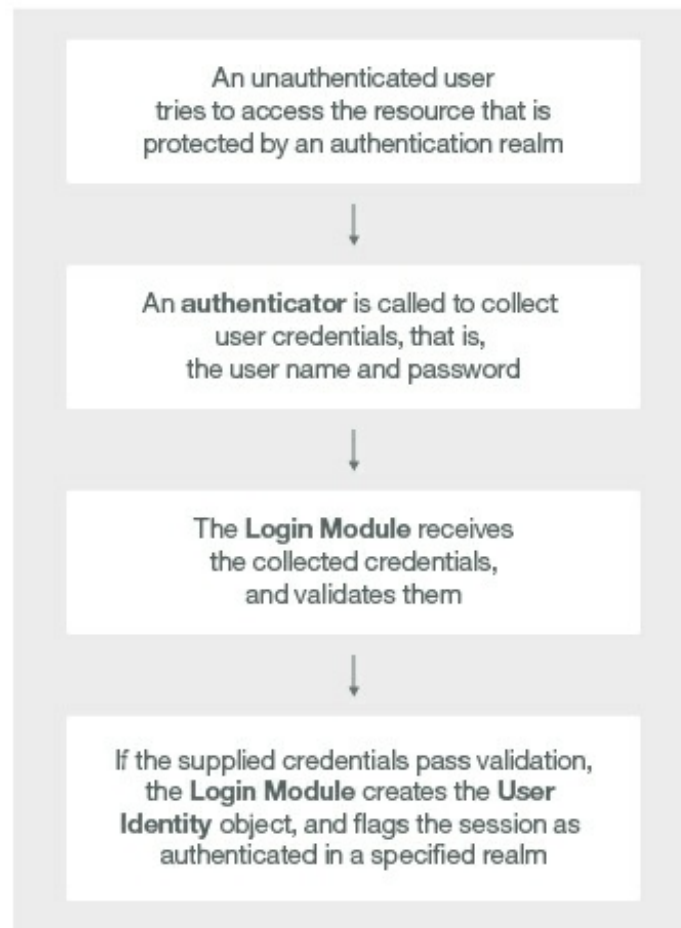 An unauthenticated user
tries to access the resource that is
protected by an authentication realm
An authenticator is called to collect
user credentials, that is,
the user name and password
The Login Module receives
the collected credentials,
and validates them
If the supplied credentials pass validation,
the Login Module creates the User
Identity object, and flags the session as
authenticated in a specified realm